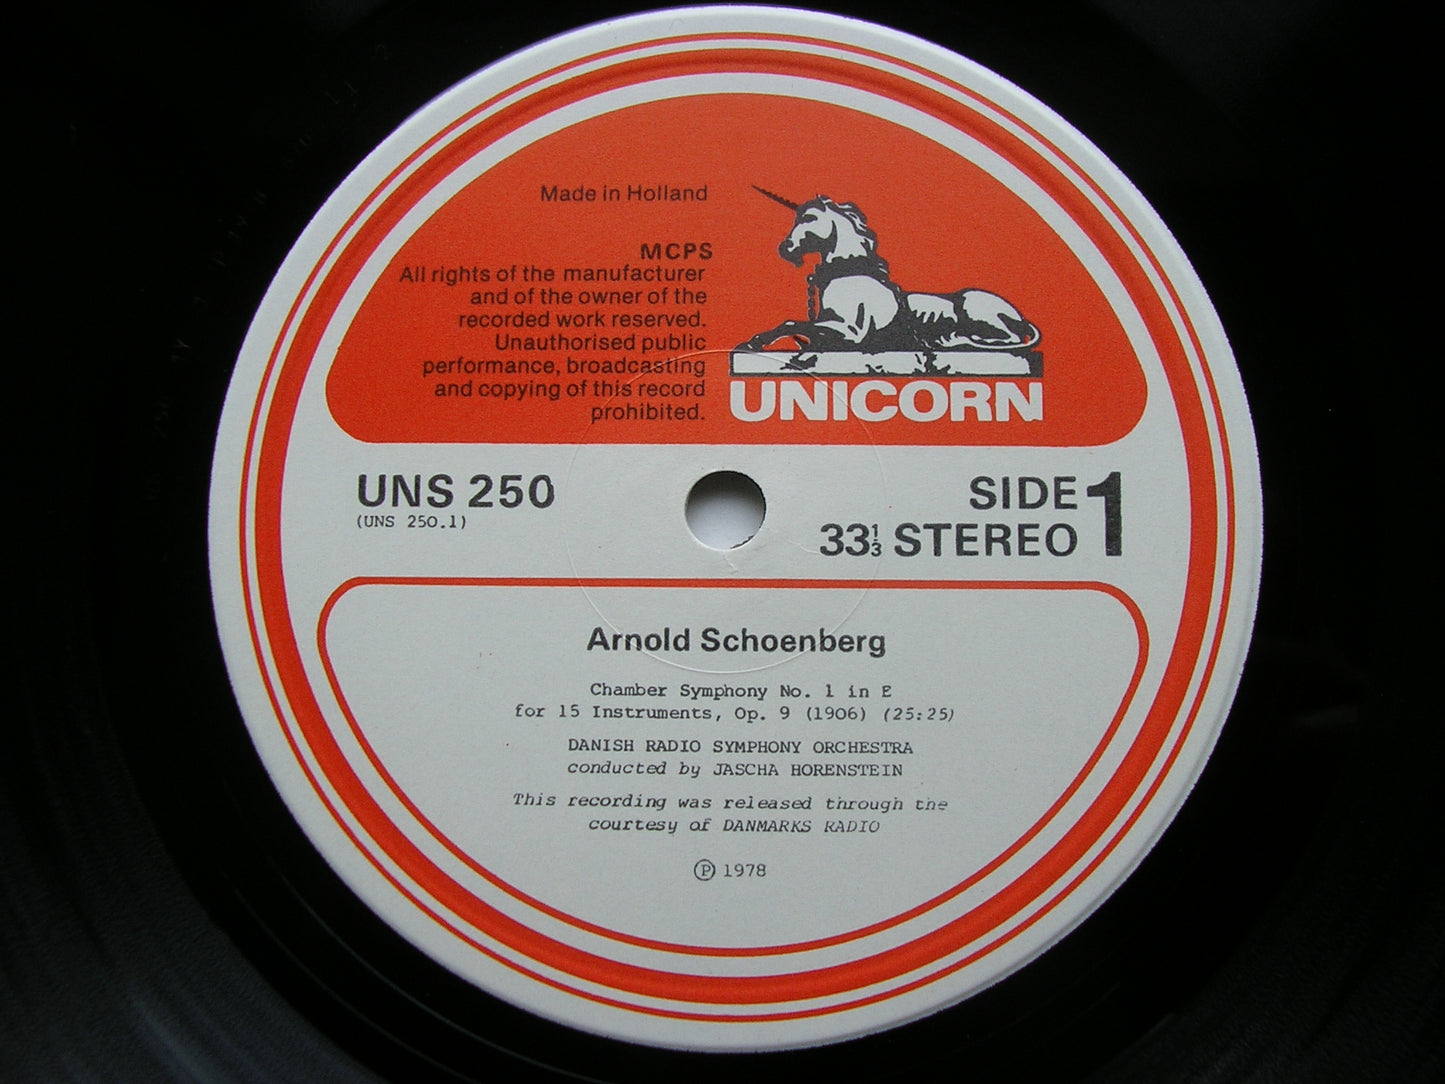 Made in Holland
MCPS
All rights of the manufacturer
and of the owner of the
recorded work reserved.
Unauthorised public
performance, broadcasting
and copying of this record
prohibited.
UNICORN
UNS 250
(UNS 250.1)
SIDE 1
33⅓ STEREO
Arnold Schoenberg
Chamber Symphony No. 1 in E
for 15 Instruments, Op. 9 (1906) (25:25)
DANISH RADIO SYMPHONY ORCHESTRA
conducted by JASCHA HORENSTEIN
This recording was released through the
courtesy of DANMARKS RADIO
Ⓟ 1978